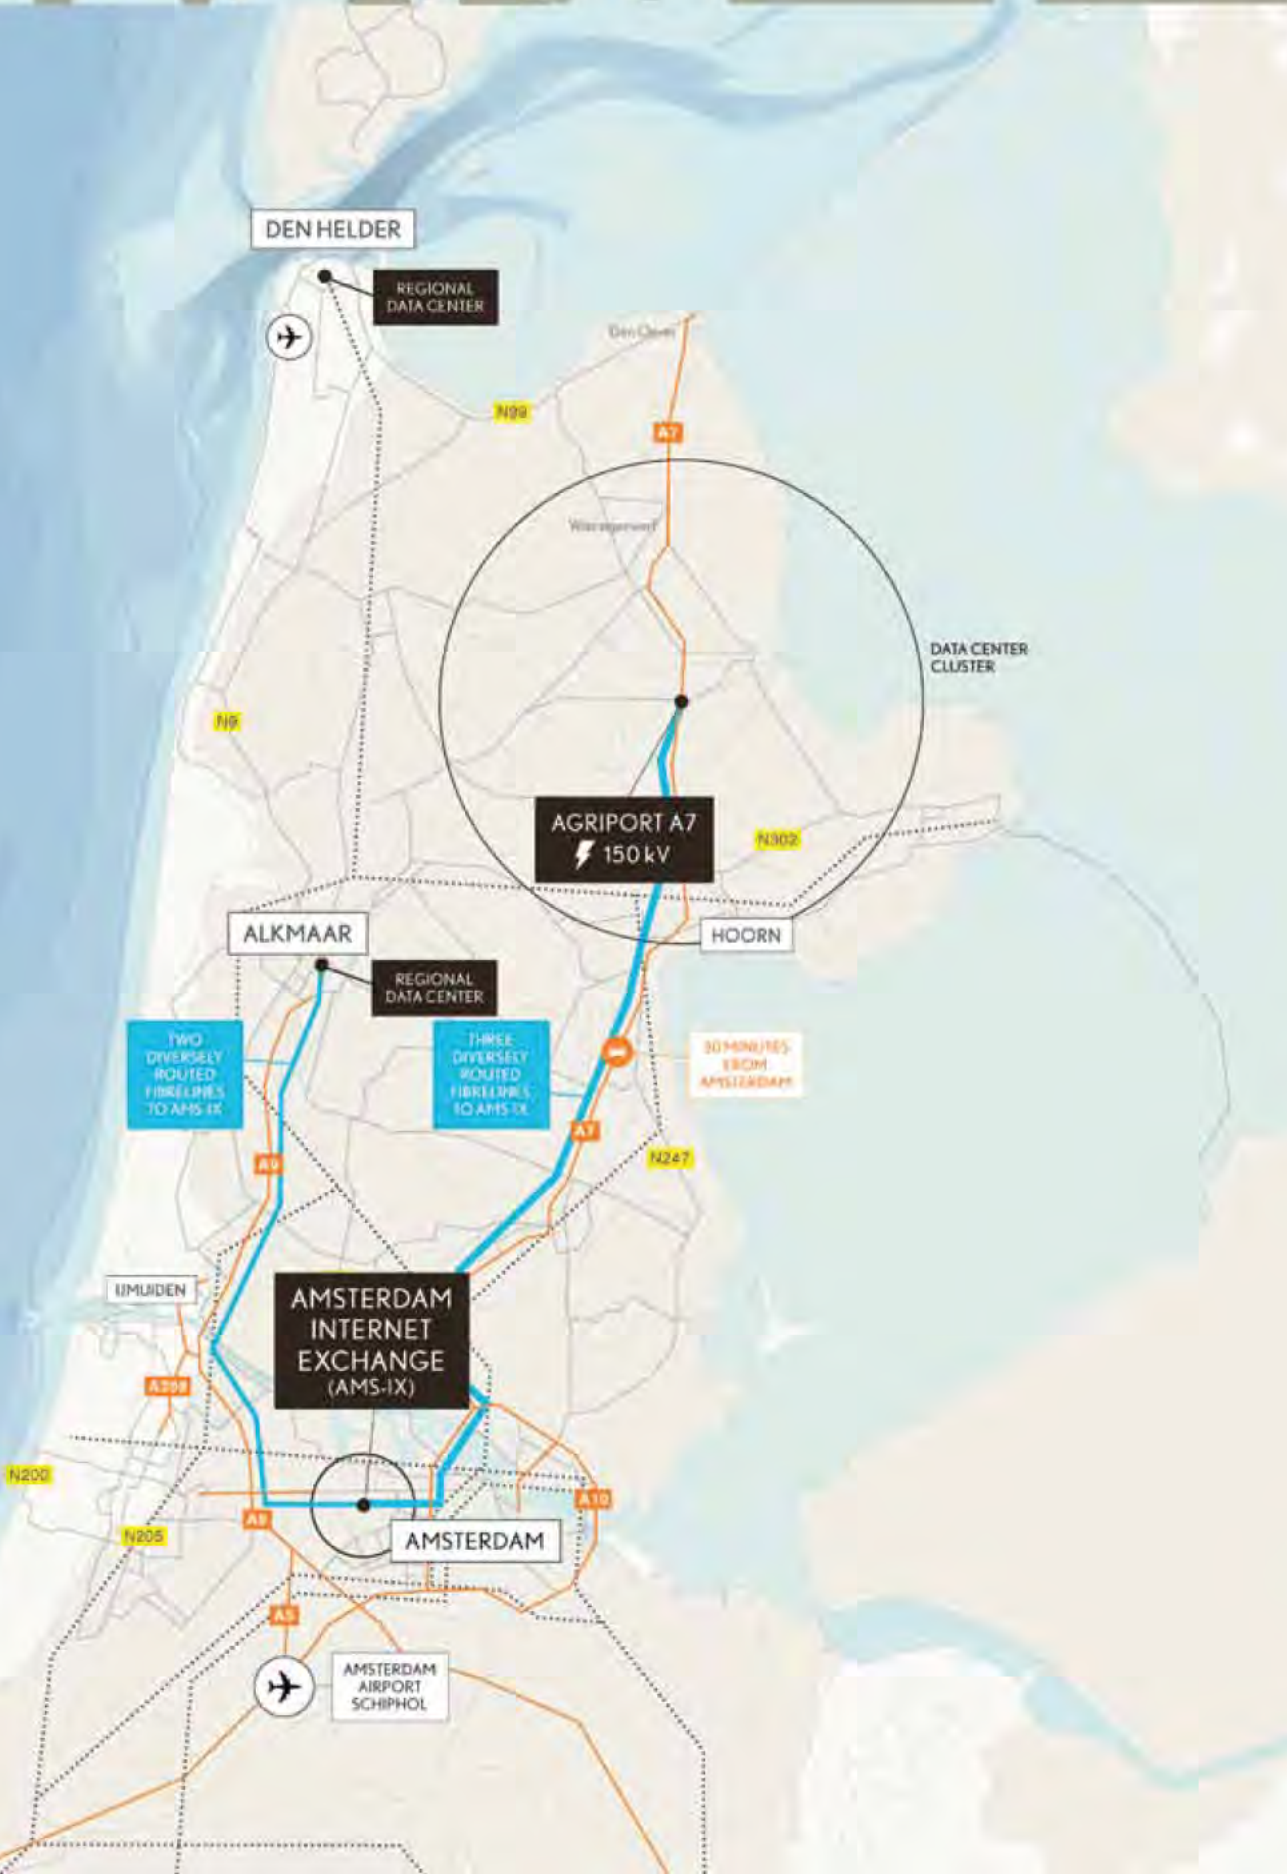 DEN HELDER
REGIONAL
DATA CENTER
Den Oever
N99
A7
Wieringerwerf
DATA CENTER
CLUSTER
N9
AGRIPORT A7
150 kV
N302
ALKMAAR
HOORN
REGIONAL
DATA CENTER
TWO
DIVERSELY
ROUTED
FIBRELINES
TO AMS-IX
THREE
DIVERSELY
ROUTED
FIBRELINES
TO AMS-IX
30 MINUTES
FROM
AMSTERDAM
A7
N247
A9
IJMUIDEN
AMSTERDAM
INTERNET
EXCHANGE
(AMS-IX)
N200
A9
A10
N205
AMSTERDAM
A5
AMSTERDAM
AIRPORT
SCHIPHOL